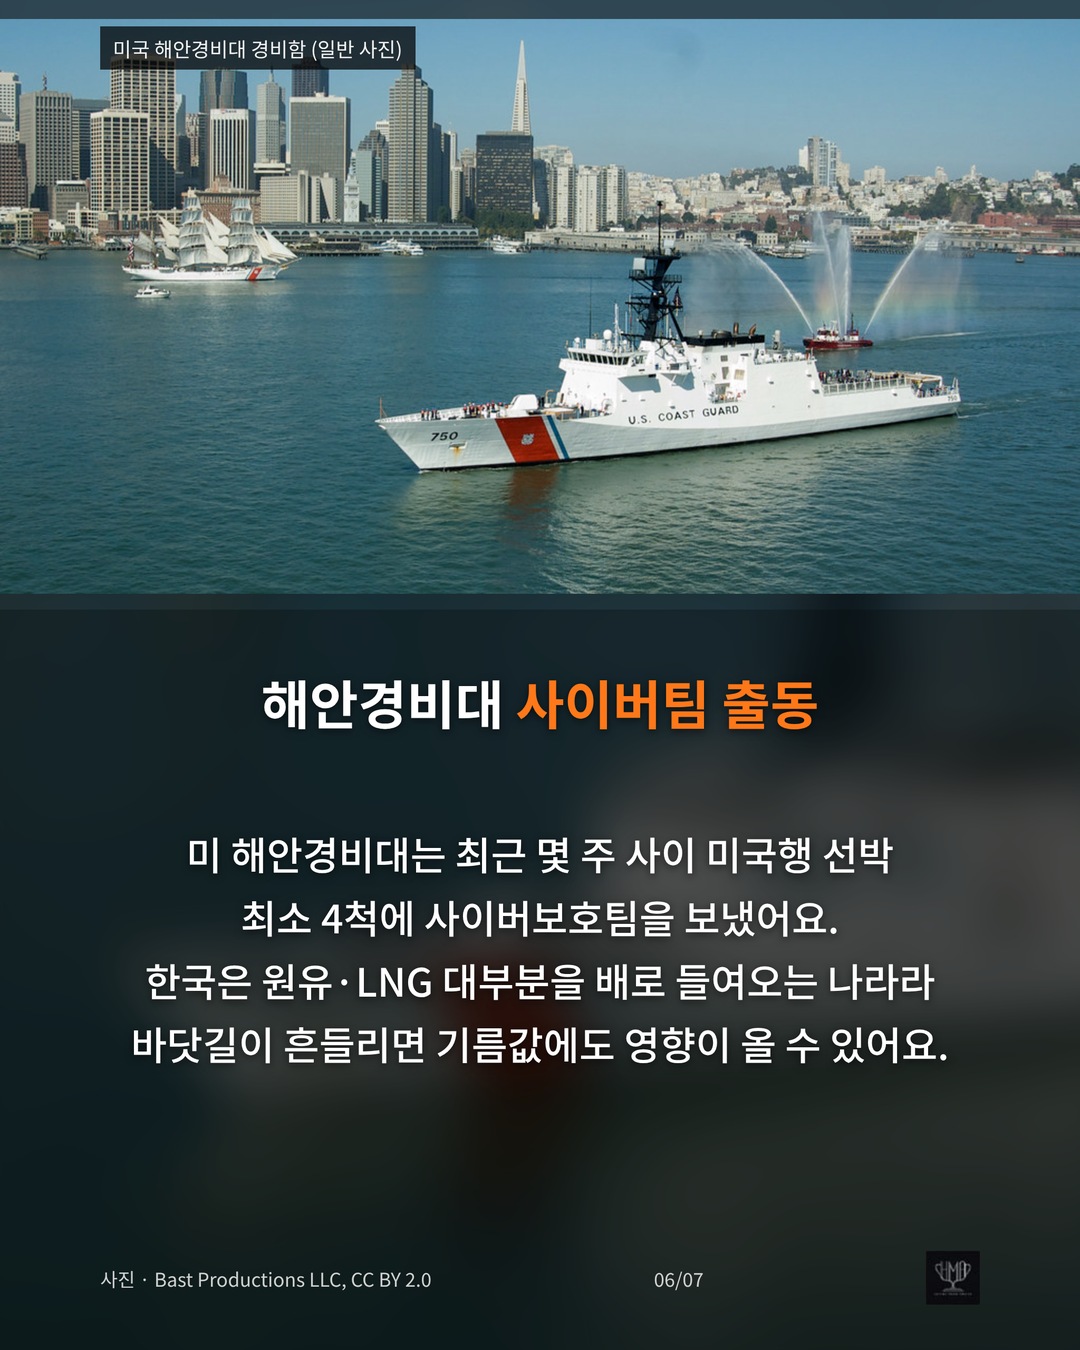 미국 해안경비대 경비함 (일반 사진)
U.S. COAST GUARD
750
750
해안경비대 사이버팀 출동
미 해안경비대는 최근 몇 주 사이 미국행 선박
최소 4척에 사이버보호팀을 보냈어요.
한국은 원유·LNG 대부분을 배로 들여오는 나라라
바닷길이 흔들리면 기름값에도 영향이 올 수 있어요.
사진 · Bast Productions LLC, CC BY 2.0
06/07